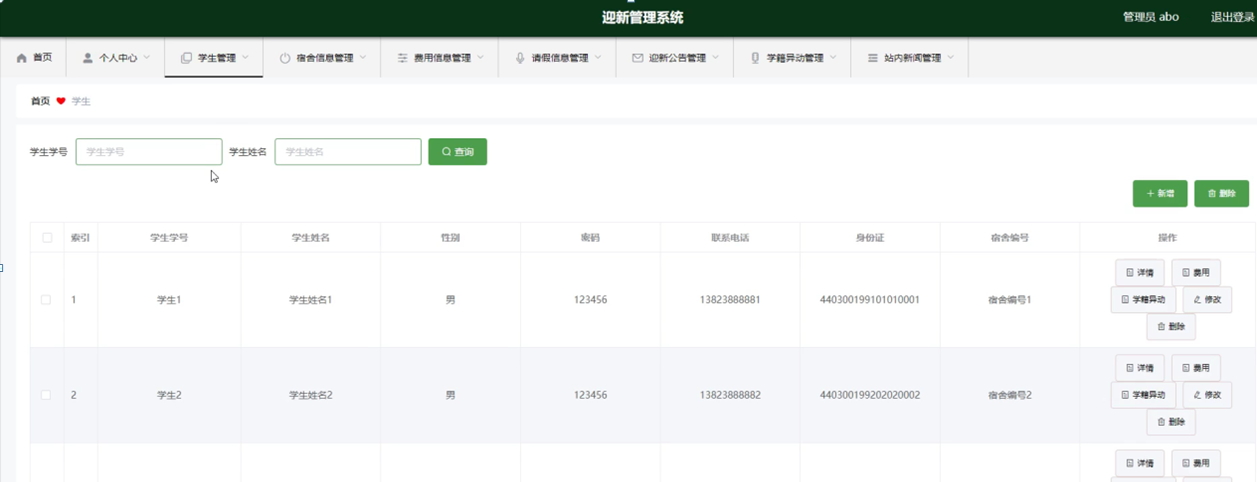 迎新管理系统 管理员 abo 退出登录
首页 个人中心 学生管理 宿舍信息管理 费用信息管理 请假信息管理 迎新公告管理 学籍异动管理 站内新闻管理
首页 学生
学生学号 学生学号 学生姓名 学生姓名 查询
新增 删除
索引 学生学号 学生姓名 性别 密码 联系电话 身份证 宿舍编号 操作
详情 费用
1 学生1 学生姓名1 男 123456 13823888881 440300199101010001 宿舍编号1 学籍异动 修改
删除
详情 费用
2 学生2 学生姓名2 男 123456 13823888882 440300199202020002 宿舍编号2 学籍异动 修改
删除
详情 费用